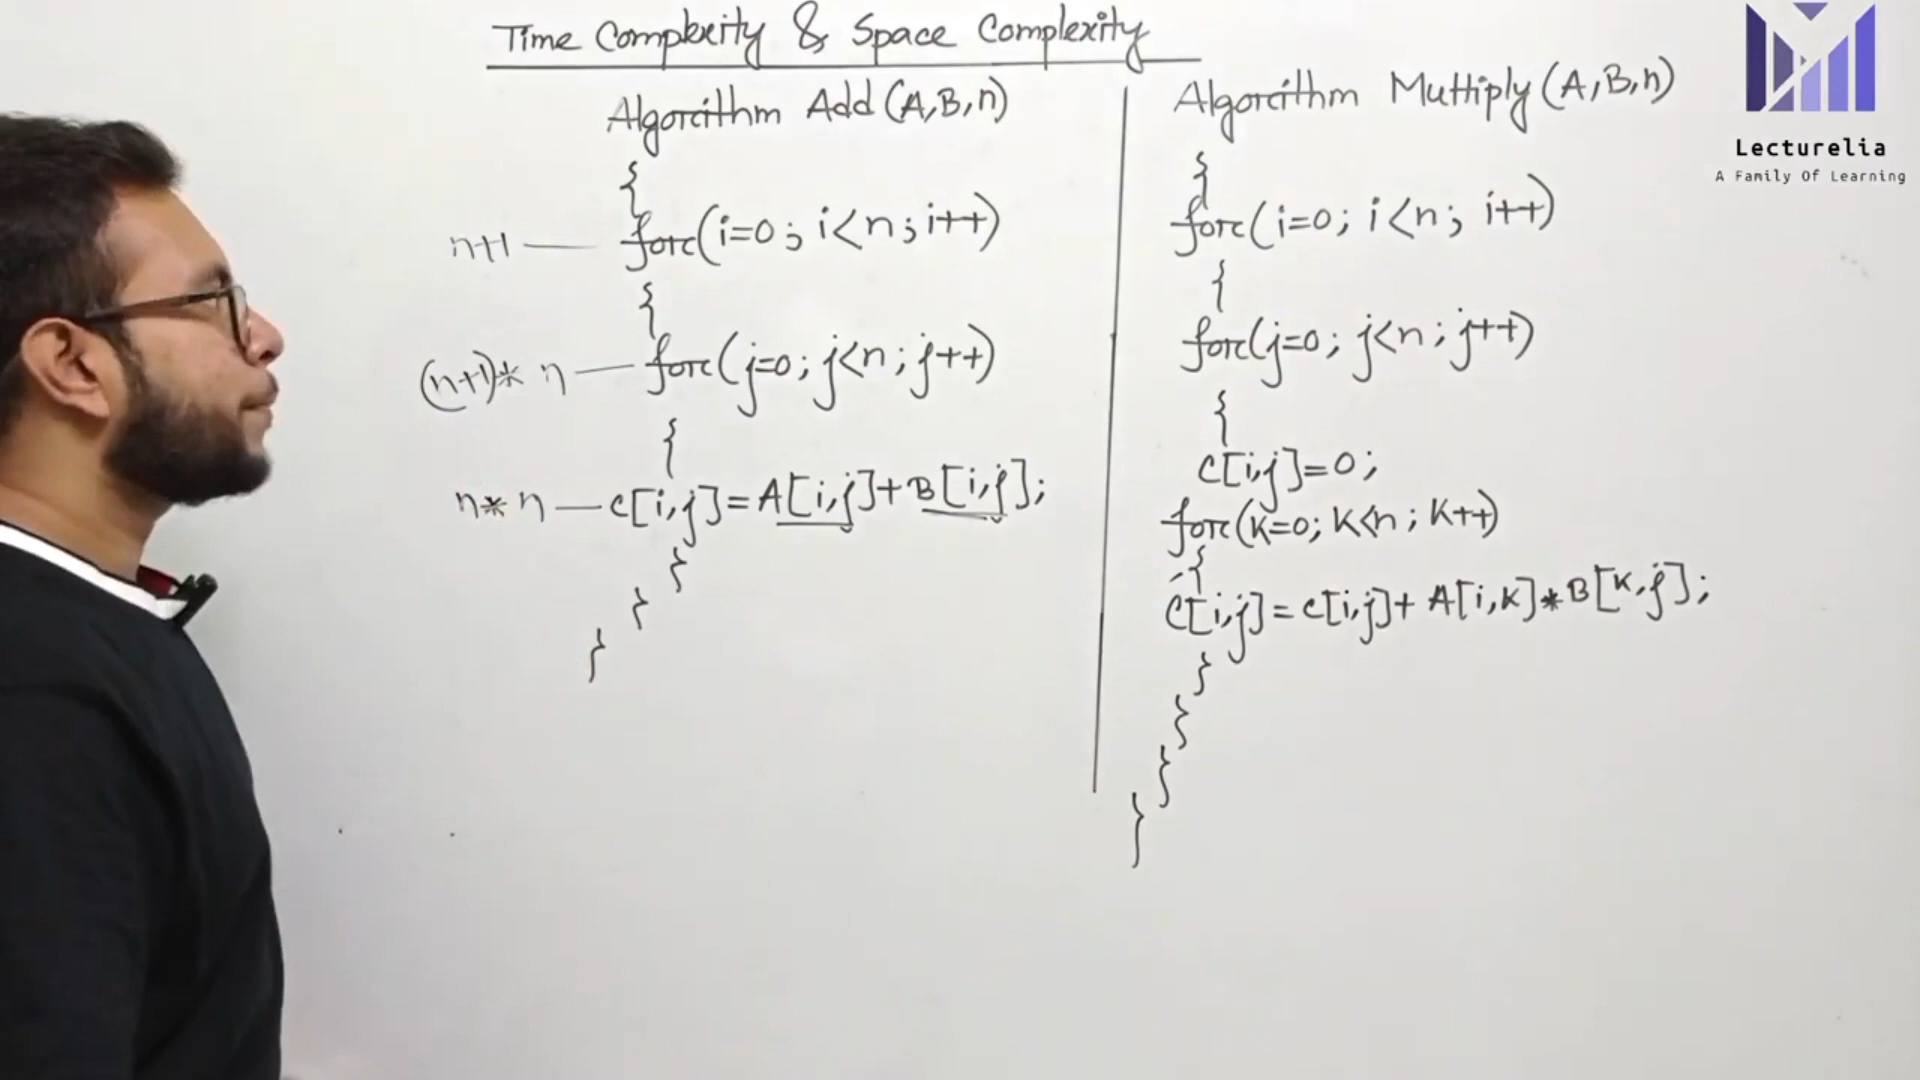 Time Complexity & Space Complexity
Algorithm Add (A,B,n)
{
n+1 — for(i=0; i<n; i++)
{
(n+1)* n — for(j=0; j<n; j++)
{
n*n — C[i,j]=A[i,j]+B[i,j];
}
}
}
Algorithm Multiply (A,B,n)
{
for(i=0; i<n; i++)
{
for(j=0; j<n; j++)
{
C[i,j]=0;
for(K=0; K<n; K++)
{
C[i,j]=C[i,j]+A[i,K]*B[K,j];
}
}
}
}
Lecturelia
A Family Of Learning